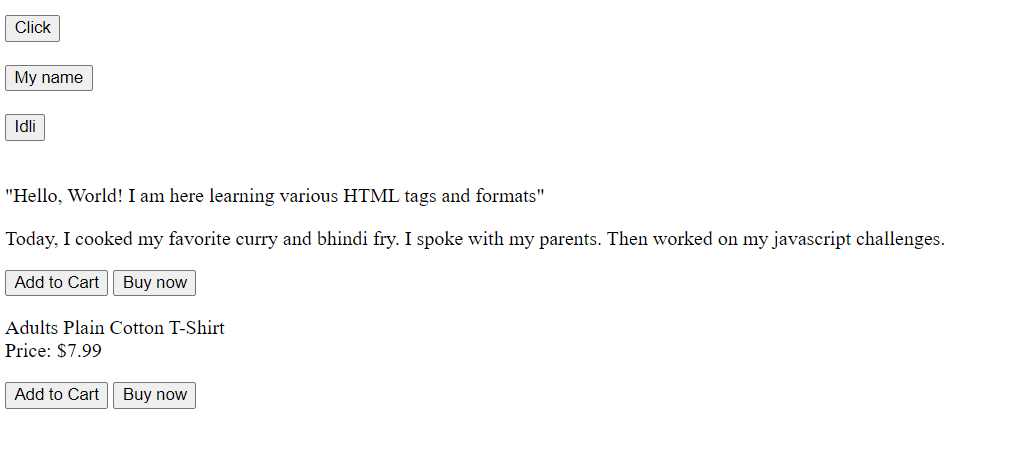 Click
My name
Idli
"Hello, World! I am here learning various HTML tags and formats"
Today, I cooked my favorite curry and bhindi fry. I spoke with my parents. Then worked on my javascript challenges.
Add to Cart Buy now
Adults Plain Cotton T-Shirt
Price: $7.99
Add to Cart Buy now